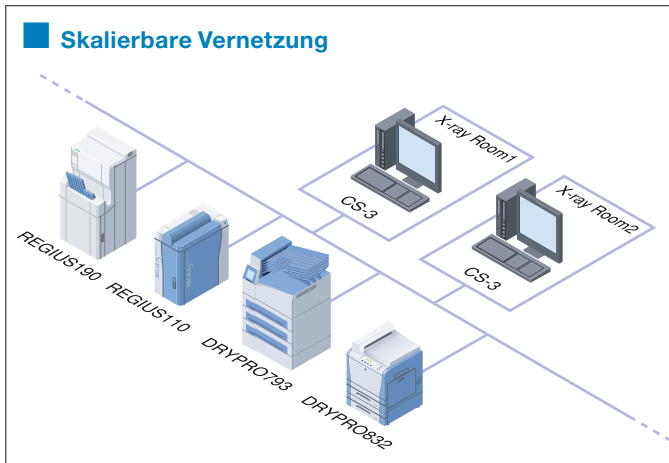 Skalierbare Vernetzung
X-ray Room1
CS-3
X-ray Room2
CS-3
REGIUS190
REGIUS110
DRYPRO793
DRYPRO832